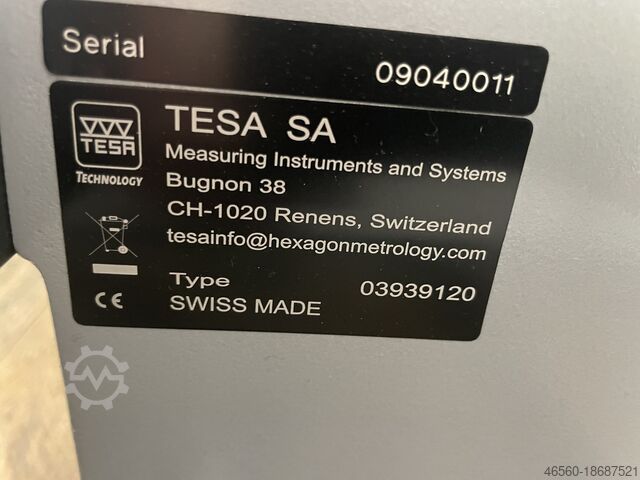 Serial 09040011
TESA
TECHNOLOGY
TESA SA
Measuring Instruments and Systems
Bugnon 38
CH-1020 Renens, Switzerland
tesainfo@hexagonmetrology.com
Type 03939120
CE
SWISS MADE
46560-18687521